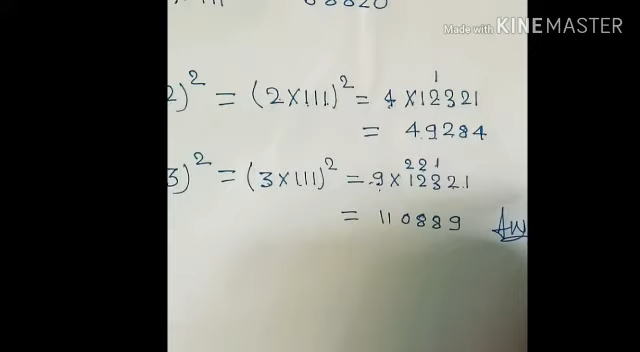 Made with KINEMASTER
2)² = (2×111)² = 4 × 12321
= 49284
3)² = (3×111)² = 9 × 12321
= 110889 Ans